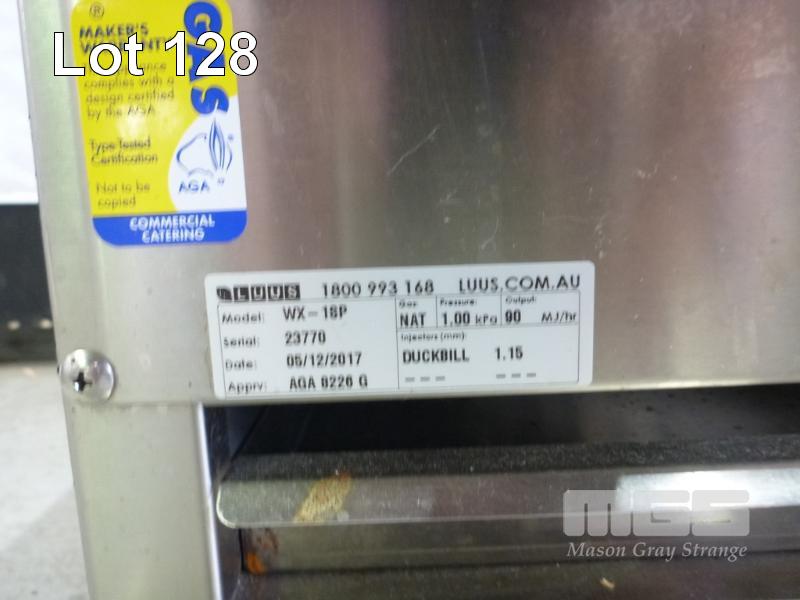 Lot 128
®
MAKER'S
GAS
complies with a
design certified
by the AGA
Type Tested
Certification
Not to be
copied
AGA
COMMERCIAL
CATERING
LUUS 1800 993 168 LUUS.COM.AU
Model: WX-1SP
Serial: 23770
Date: 05/12/2017
Apprv: AGA 8226 G
Gas: Pressure: Output:
NAT 1,00 kPa 90 MJ/hr
Injectors (mm):
DUCKBILL 1,15
--- ---
MGS
Mason Gray Strange